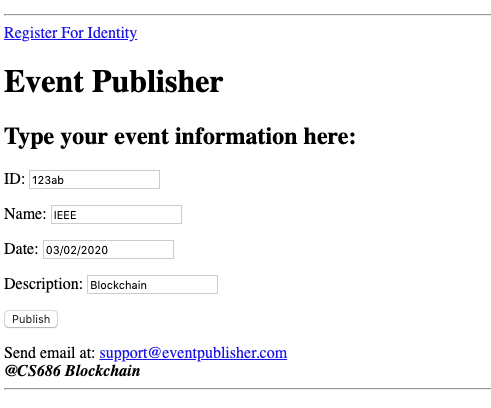 Register For Identity
Event Publisher
Type your event information here:
ID: 123ab
Name: IEEE
Date: 03/02/2020
Description: Blockchain
Publish
Send email at: support@eventpublisher.com
@CS686 Blockchain